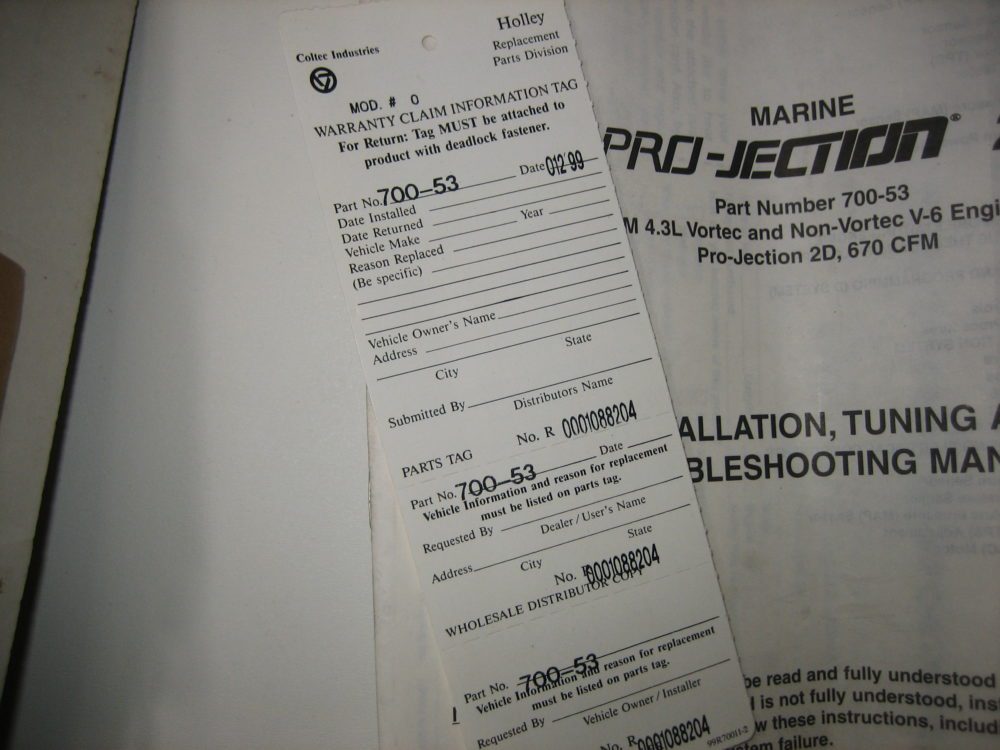 Coltec Industries
Holley
Replacement
Parts Division
MOD. # 0
WARRANTY CLAIM INFORMATION TAG
For Return: Tag MUST be attached to
product with deadlock fastener.
Part No. 700-53 Date 012 99
Date Installed
Date Returned
Vehicle Make Year
Reason Replaced
(Be specific)
Vehicle Owner's Name
Address
City State
Submitted By
Distributors Name
PARTS TAG No. R 0001088204
Part No. 700-53 Date
Vehicle Information and reason for replacement
must be listed on parts tag.
Requested By
Dealer/User's Name
Address
City State
No. R 0001088204
WHOLESALE DISTRIBUTOR COPY
Part No. 700-53
Vehicle Information and reason for replacement
must be listed on parts tag.
Requested By
Vehicle Owner/Installer
No. R 0001088204
99R70011-2
MARINE
PRO-JECTION®
Part Number 700-53
M 4.3L Vortec and Non-Vortec V-6 Engi
Pro-Jection 2D, 670 CFM
ALLATION, TUNING A
BLESHOOTING MAN
be read and fully understood
is not fully understood, ins
w these instructions, includ
tem failure.